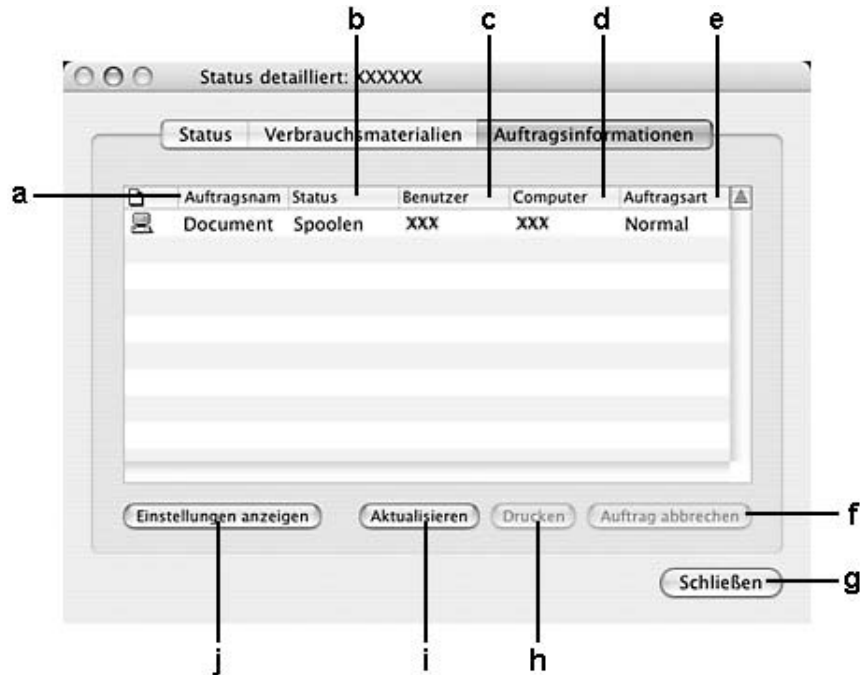 b c d e
Status detailliert: XXXXXX
Status Verbrauchsmaterialien Auftragsinformationen
a
Auftragsnam Status Benutzer Computer Auftragsart
Document Spoolen XXX XXX Normal
Einstellungen anzeigen Aktualisieren Drucken Auftrag abbrechen
f
Schließen
g
j i h